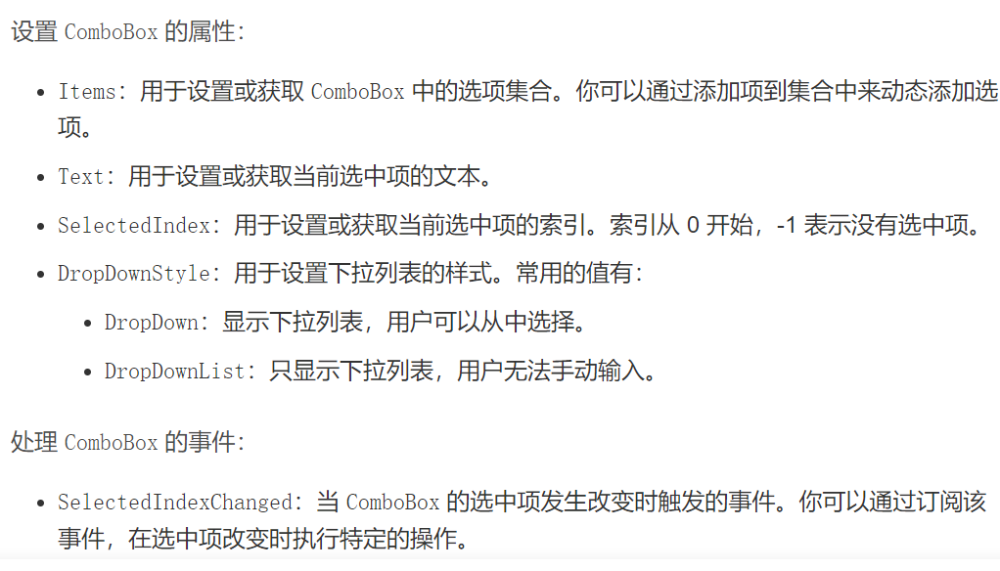 设置 ComboBox 的属性：
• Items：用于设置或获取 ComboBox 中的选项集合。你可以通过添加项到集合中来动态添加选
项。
• Text：用于设置或获取当前选中项的文本。
• SelectedIndex：用于设置或获取当前选中项的索引。索引从 0 开始，-1 表示没有选中项。
• DropDownStyle：用于设置下拉列表的样式。常用的值有：
• DropDown：显示下拉列表，用户可以从中选择。
• DropDownList：只显示下拉列表，用户无法手动输入。
处理 ComboBox 的事件：
• SelectedIndexChanged：当 ComboBox 的选中项发生改变时触发的事件。你可以通过订阅该
事件，在选中项改变时执行特定的操作。